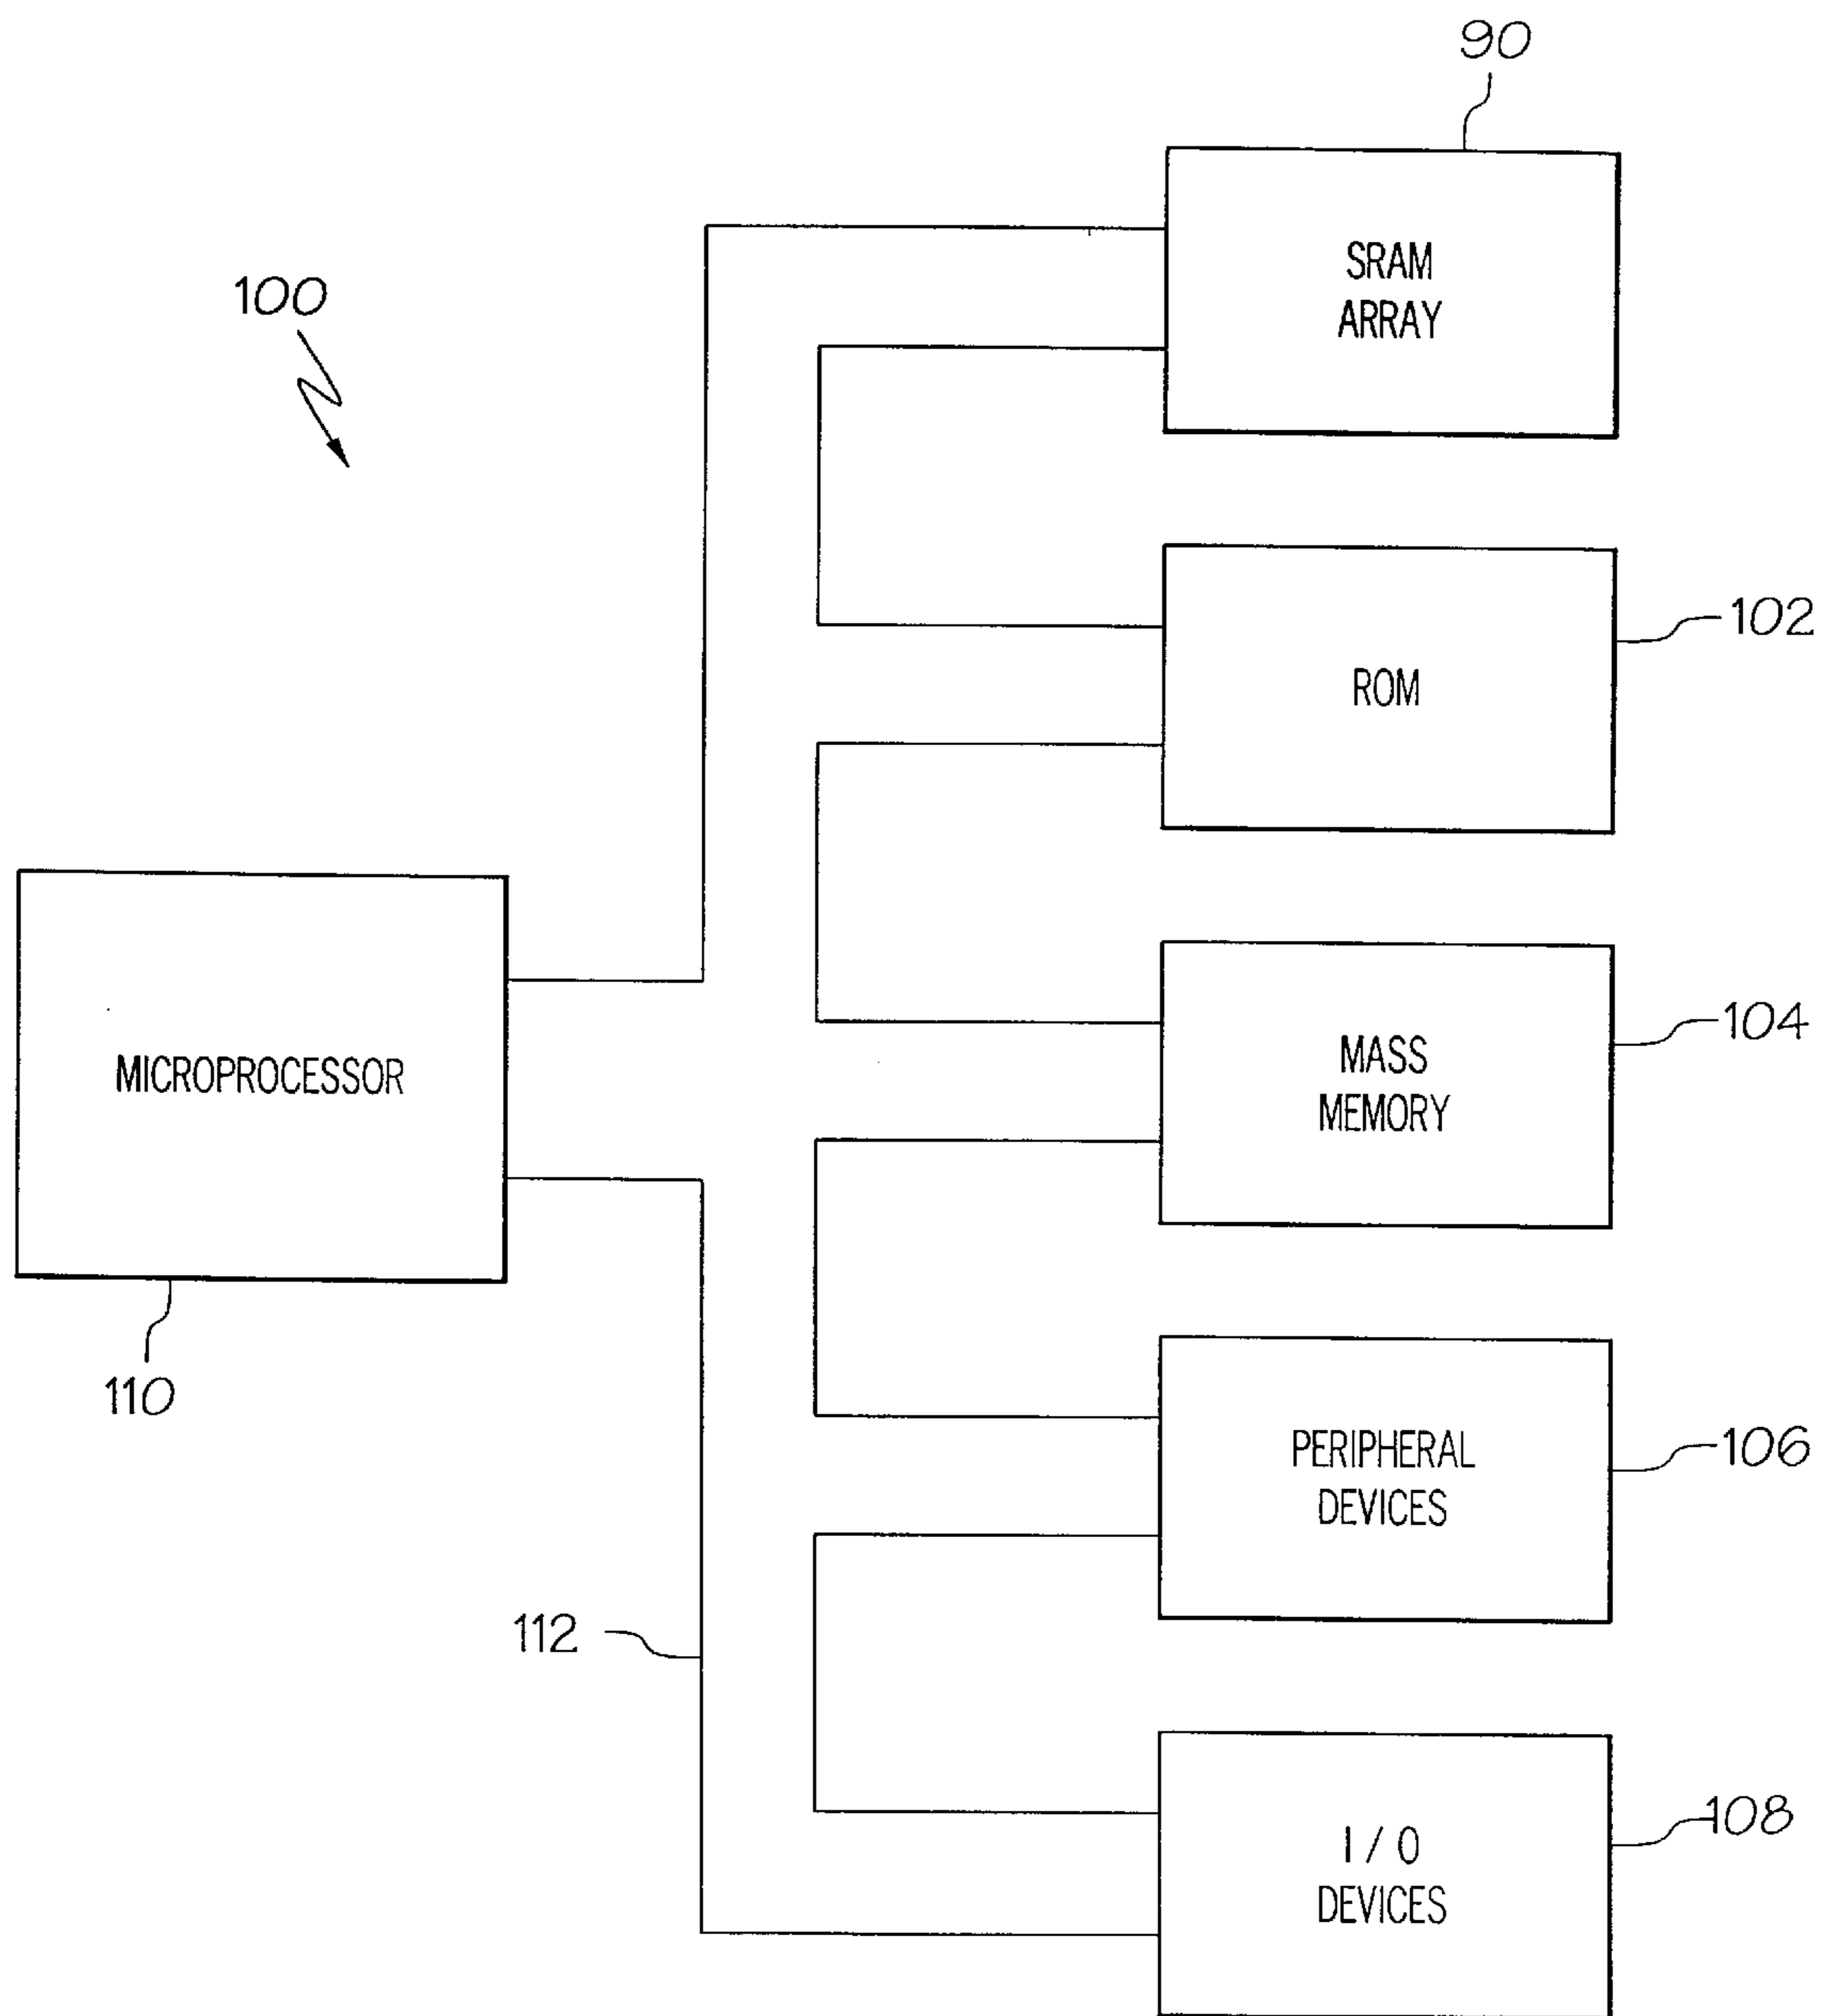 90
100
SRAM
ARRAY
102
ROM
104
MASS
MEMORY
MICROPROCESSOR
110
106
PERIPHERAL
DEVICES
112
108
I / O
DEVICES